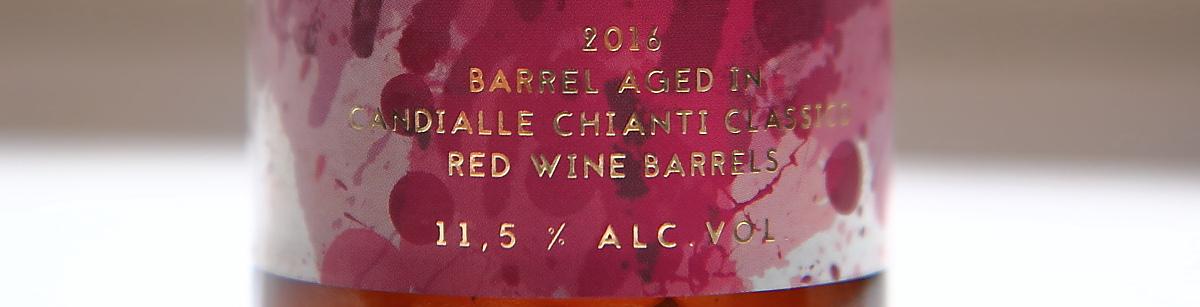 2016
BARREL AGED IN
CANDIALLE CHIANTI CLASSICO
RED WINE BARRELS
11,5 % ALC.VOL.